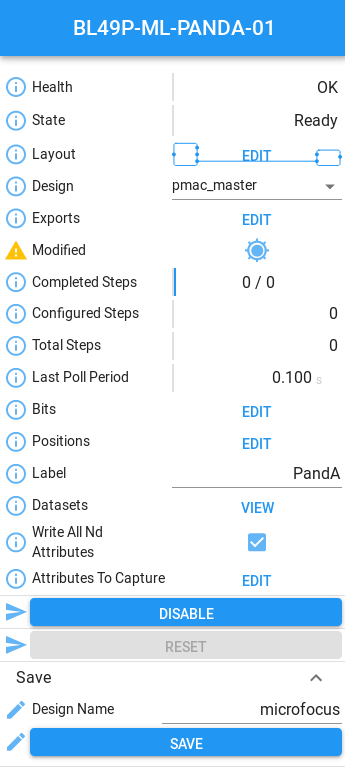 BL49P-ML-PANDA-01
Health OK
State Ready
Layout EDIT
Design pmac_master
Exports EDIT
Modified
Completed Steps 0 / 0
Configured Steps 0
Total Steps 0
Last Poll Period 0.100 s
Bits EDIT
Positions EDIT
Label PandA
Datasets VIEW
Write All Nd
Attributes
Attributes To Capture EDIT
DISABLE
RESET
Save
Design Name microfocus
SAVE